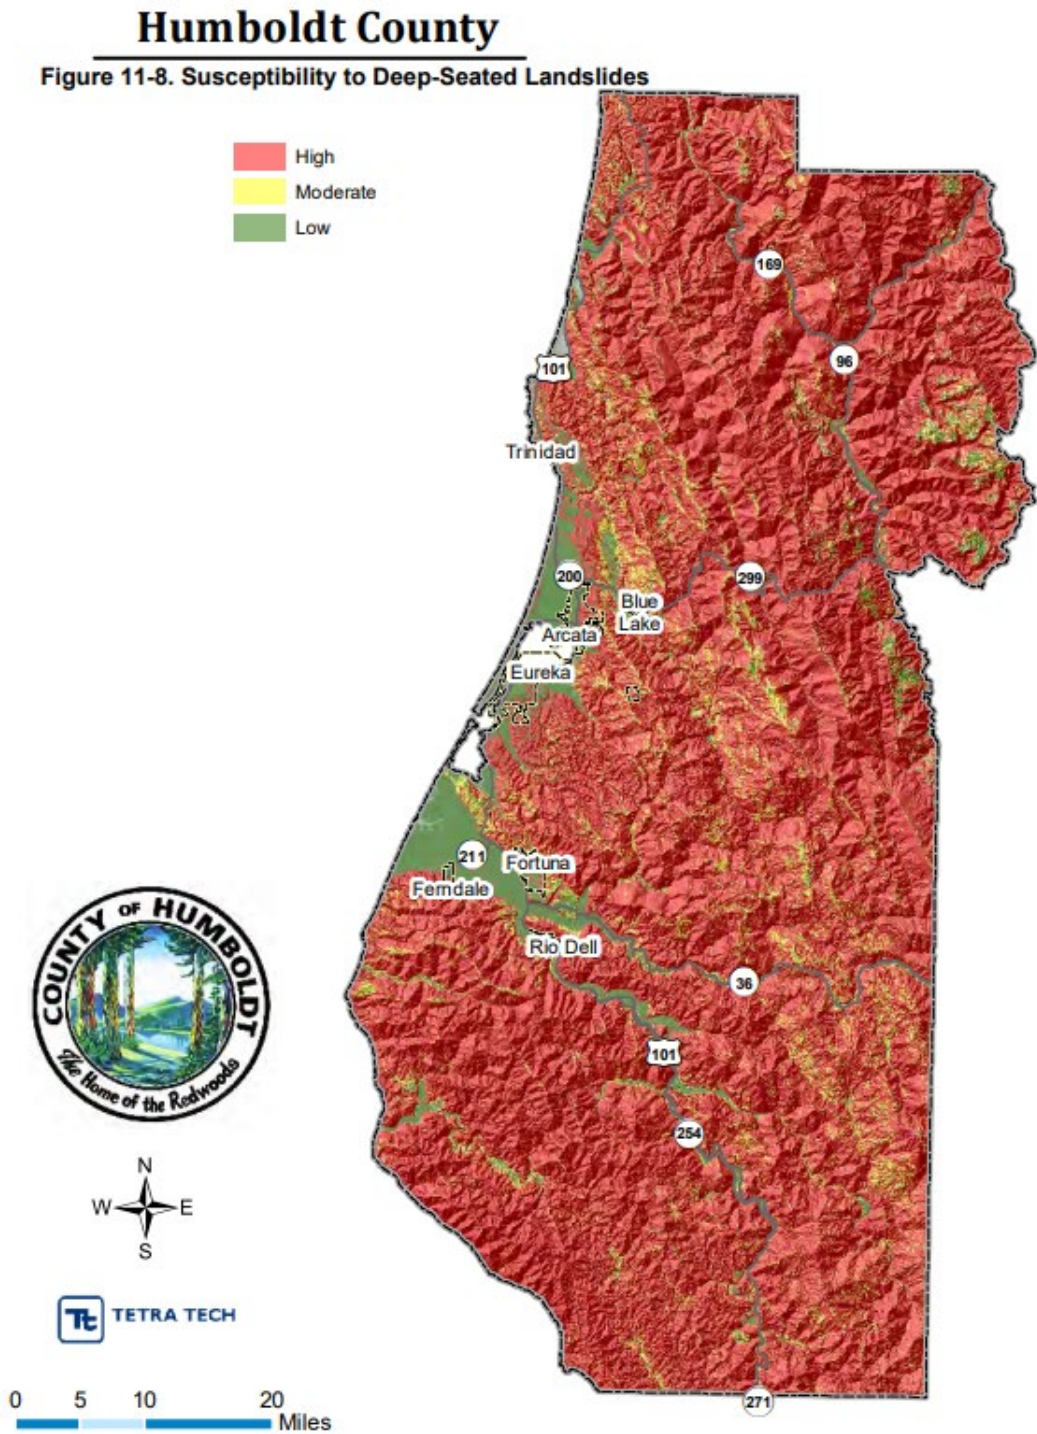 Humboldt County
Figure 11-8. Susceptibility to Deep-Seated Landslides
High
Moderate
Low
169
96
101
Trinidad
200
299
Blue
Lake
Arcata
Eureka
211
Fortuna
Ferndale
Rio Dell
36
101
254
271
COUNTY OF HUMBOLDT
The Home of the Redwoods
N
W E
S
Tt TETRA TECH
0 5 10 20
Miles